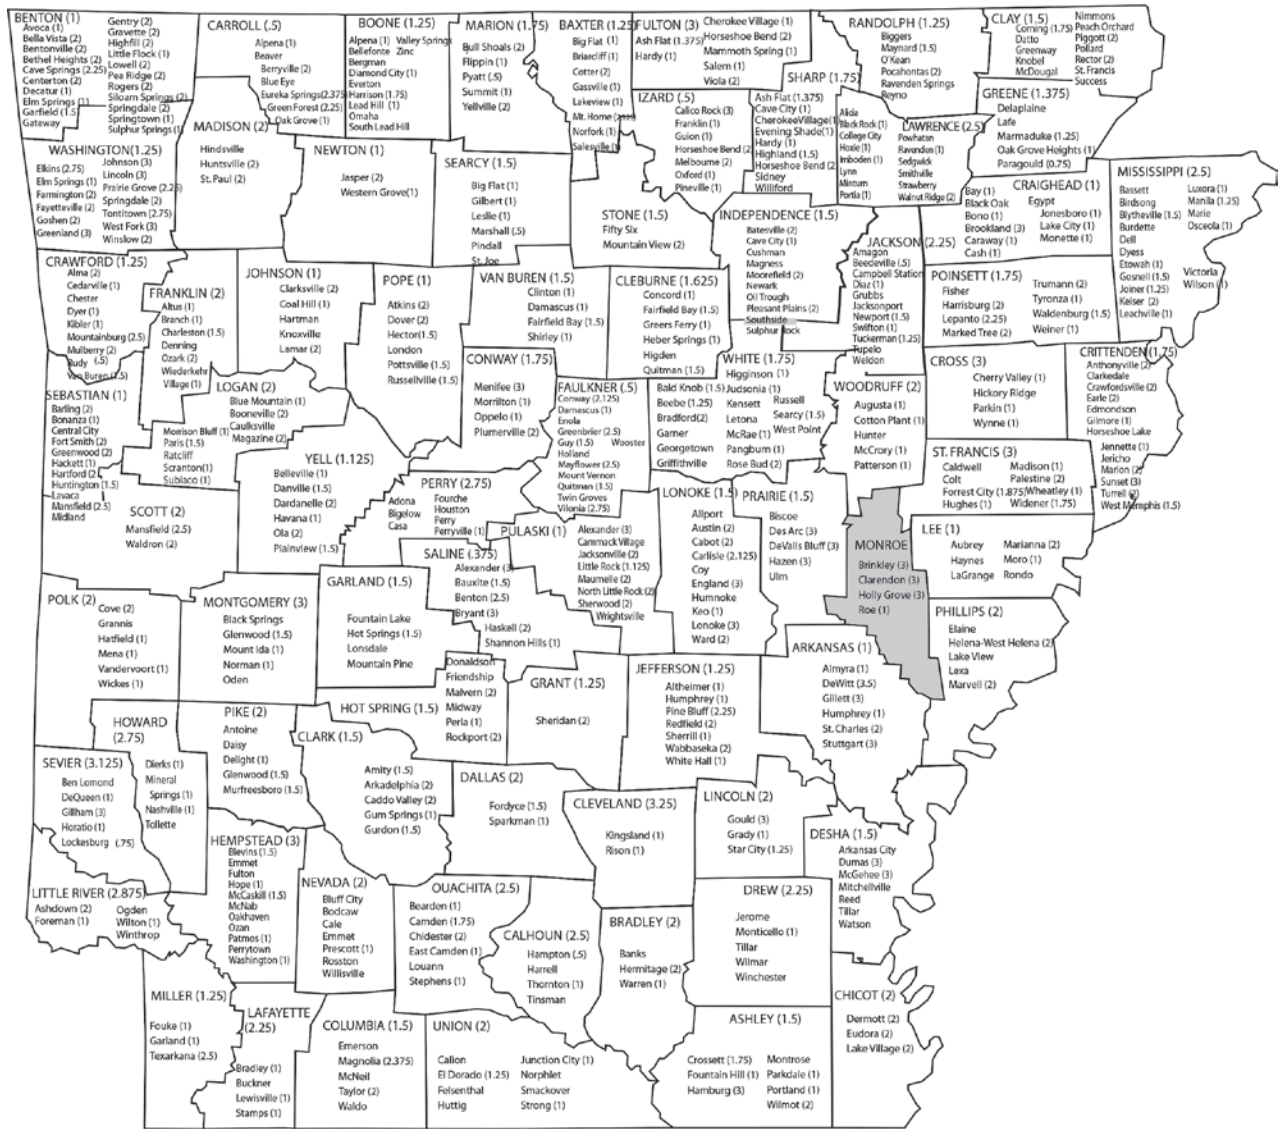 BENTON (1)
Avoca (1)
Bella Vista (2)
Bentonville (2)
Bethel Heights (2)
Cave Springs (2.25)
Centerton (2)
Decatur (1)
Elm Springs (1)
Garfield (1.5)
Gateway
Gentry (2)
Gravette (2)
Highfill (2)
Little Flock (1)
Lowell (2)
Pea Ridge (2)
Rogers (2)
Siloam Springs (2)
Springdale (2)
Springtown (1)
Sulphur Springs (1)
CARROLL (.5)
Alpena (1)
Beaver
Berryville (2)
Blue Eye
Eureka Springs(2.375)
Green Forest (2.25)
Oak Grove (1)
BOONE (1.25)
Alpena (1)
Bellefonte
Bergman
Diamond City (1)
Everton
Harrison (1.75)
Lead Hill (1)
Omaha
South Lead Hill
Valley Springs
Zinc
MARION (1.75)
Bull Shoals (2)
Flippin (1)
Pyatt (.5)
Summit (1)
Yellville (2)
BAXTER (1.25)
Big Flat (1)
Briarcliff (1)
Cotter (2)
Gassville (1)
Lakeview (1)
Mt. Home
Norfork (1)
Salesville (1)
FULTON (3)
Ash Flat (1.375)
Hardy (1)
Cherokee Village (1)
Horseshoe Bend (2)
Mammoth Spring (1)
Salem (1)
Viola (2)
SHARP (1.75)
Ash Flat (1.375)
Cave City (1)
CherokeeVillage(1)
Evening Shade(1)
Hardy (1)
Highland (1.5)
Horseshoe Bend (2)
Sidney
Williford
RANDOLPH (1.25)
Biggers
Maynard (1.5)
O'Kean
Pocahontas (2)
Ravenden Springs
Reyno
CLAY (1.5)
Corning (1.75)
Datto
Greenway
Knobel
McDougal
Nimmons
Peach Orchard
Piggott (2)
Pollard
Rector (2)
St. Francis
Success
GREENE (1.375)
Delaplaine
Lafe
Marmaduke (1.25)
Oak Grove Heights (1)
Paragould (0.75)
LAWRENCE (2.5)
Alicia
Black Rock (1)
College City
Hoxie (1)
Imboden (1)
Lynn
Minturn
Portia (1)
Powhatan
Ravenden (1)
Sedgwick
Smithville
Strawberry
Walnut Ridge (2)
IZARD (.5)
Calico Rock (3)
Franklin (1)
Guion (1)
Horseshoe Bend (2)
Melbourne (2)
Oxford (1)
Pineville (1)
MADISON (2)
Hindsville
Huntsville (2)
St. Paul (2)
WASHINGTON(1.25)
Elkins (2.75)
Elm Springs (1)
Farmington (2)
Fayetteville (2)
Goshen (2)
Greenland (3)
Johnson (3)
Lincoln (3)
Prairie Grove (2.25)
Springdale (2)
Tontitown (2.75)
West Fork (3)
Winslow (2)
NEWTON (1)
Jasper (2)
Western Grove(1)
SEARCY (1.5)
Big Flat (1)
Gilbert (1)
Leslie (1)
Marshall (.5)
Pindall
St. Joe
STONE (1.5)
Fifty Six
Mountain View (2)
INDEPENDENCE (1.5)
Batesville (2)
Cave City (1)
Cushman
Magness
Moorefield (2)
Newark
Oil Trough
Pleasant Plains (2)
Southside
Sulphur Rock
JACKSON (2.25)
Amagon
Beedeville (.5)
Campbell Station
Diaz (1)
Grubbs
Jacksonport
Newport (1.5)
Swifton (1)
Tuckerman (1.25)
Tupelo
Weldon
CRAIGHEAD (1)
Bay (1)
Black Oak
Bono (1)
Brookland (3)
Caraway (1)
Cash (1)
Egypt
Jonesboro (1)
Lake City (1)
Monette (1)
MISSISSIPPI (2.5)
Bassett
Birdsong
Blytheville (1.5)
Burdette
Dell
Dyess
Etowah (1)
Gosnell (1.5)
Joiner (1.25)
Keiser (2)
Leachville (1)
Luxora (1)
Manila (1.25)
Marie
Osceola (1)
Victoria
Wilson (1)
CRAWFORD (1.25)
Alma (2)
Cedarville (1)
Chester
Dyer (1)
Kibler (1)
Mountainburg (2.5)
Mulberry (2)
Rudy (.5)
Van Buren (1.5)
FRANKLIN (2)
Altus (1)
Branch (1)
Charleston (1.5)
Denning
Ozark (2)
Wiederkehr
Village (1)
JOHNSON (1)
Clarksville (2)
Coal Hill (1)
Hartman
Knoxville
Lamar (2)
POPE (1)
Atkins (2)
Dover (2)
Hector(1.5)
London
Pottsville (1.5)
Russellville (1.5)
VAN BUREN (1.5)
Clinton (1)
Damascus (1)
Fairfield Bay (1.5)
Shirley (1)
CLEBURNE (1.625)
Concord (1)
Fairfield Bay (1.5)
Greers Ferry (1)
Heber Springs (1)
Higden
Quitman (1.5)
POINSETT (1.75)
Fisher
Harrisburg (2)
Lepanto (2.25)
Marked Tree (2)
Trumann (2)
Tyronza (1)
Waldenburg (1.5)
Weiner (1)
CONWAY (1.75)
Menifee (3)
Morrilton (1)
Oppelo (1)
Plumerville (2)
FAULKNER (.5)
Conway (2.125)
Damascus (1)
Enola
Greenbrier (2.5)
Guy (1.5)
Holland
Mayflower (2.5)
Mount Vernon
Quitman (1.5)
Twin Groves
Vilonia (2.75)
Wooster
WHITE (1.75)
Bald Knob (1.5)
Beebe (1.25)
Bradford(2)
Garner
Georgetown
Griffithville
Higginson (1)
Judsonia (1)
Kensett
Letona
McRae (1)
Pangburn (1)
Rose Bud (2)
Russell
Searcy (1.5)
West Point
WOODRUFF (2)
Augusta (1)
Cotton Plant (1)
Hunter
McCrory (1)
Patterson (1)
CROSS (3)
Cherry Valley (1)
Hickory Ridge
Parkin (1)
Wynne (1)
CRITTENDEN (1.75)
Anthonyville (2)
Clarkedale
Crawfordsville (2)
Earle (2)
Edmondson
Gilmore (1)
Horseshoe Lake
Jennette (1)
Jericho
Marion (2)
Sunset (3)
Turrell (2)
West Memphis (1.5)
SEBASTIAN (1)
Barling (2)
Bonanza (1)
Central City
Fort Smith (2)
Greenwood (2)
Hackett (1)
Hartford (2)
Huntington (1.5)
Lavaca
Mansfield (2.5)
Midland
LOGAN (2)
Blue Mountain (1)
Booneville (2)
Caulksville
Magazine (2)
Morrison Bluff (1)
Paris (1.5)
Ratcliff
Scranton(1)
Subiaco (1)
YELL (1.125)
Belleville (1)
Danville (1.5)
Dardanelle (2)
Havana (1)
Ola (2)
Plainview (1.5)
PERRY (2.75)
Adona
Bigelow
Casa
Fourche
Houston
Perry
Perryville (1)
ST. FRANCIS (3)
Caldwell
Colt
Forrest City (1.875)
Hughes (1)
Madison (1)
Palestine (2)
Wheatley (1)
Widener (1.75)
SCOTT (2)
Mansfield (2.5)
Waldron (2)
PULASKI (1)
Alexander (3)
Cammack Village
Jacksonville (2)
Little Rock (1.125)
Maumelle (2)
North Little Rock (2)
Sherwood (2)
Wrightsville
LONOKE (1.5)
Allport
Austin (2)
Cabot (2)
Carlisle (2.125)
Coy
England (3)
Humnoke
Keo (1)
Lonoke (3)
Ward (2)
PRAIRIE (1.5)
Biscoe
Des Arc (3)
DeValls Bluff (3)
Hazen (3)
Ulm
MONROE
Brinkley (3)
Clarendon (3)
Holly Grove (3)
Roe (1)
LEE (1)
Aubrey
Haynes
LaGrange
Marianna (2)
Moro (1)
Rondo
SALINE (.375)
Alexander (3)
Bauxite (1.5)
Benton (2.5)
Bryant (3)
Haskell (2)
Shannon Hills (1)
GARLAND (1.5)
Fountain Lake
Hot Springs (1.5)
Lonsdale
Mountain Pine
MONTGOMERY (3)
Black Springs
Glenwood (1.5)
Mount Ida (1)
Norman (1)
Oden
POLK (2)
Cove (2)
Grannis
Hatfield (1)
Mena (1)
Vandervoort (1)
Wickes (1)
PHILLIPS (2)
Elaine
Helena-West Helena (2)
Lake View
Lexa
Marvell (2)
ARKANSAS (1)
Almyra (1)
DeWitt (3.5)
Gillett (3)
Humphrey (1)
St. Charles (2)
Stuttgart (3)
JEFFERSON (1.25)
Altheimer (1)
Humphrey (1)
Pine Bluff (2.25)
Redfield (2)
Sherrill (1)
Wabbaseka (2)
White Hall (1)
GRANT (1.25)
Sheridan (2)
HOT SPRING (1.5)
Donaldson
Friendship
Malvern (2)
Midway
Perla (1)
Rockport (2)
HOWARD
(2.75)
Dierks (1)
Mineral
Springs (1)
Nashville (1)
Tollette
PIKE (2)
Antoine
Daisy
Delight (1)
Glenwood (1.5)
Murfreesboro (1.5)
CLARK (1.5)
Amity (1.5)
Arkadelphia (2)
Caddo Valley (2)
Gum Springs (1)
Gurdon (1.5)
SEVIER (3.125)
Ben Lomond
DeQueen (1)
Gillham (3)
Horatio (1)
Lockesburg (.75)
DALLAS (2)
Fordyce (1.5)
Sparkman (1)
CLEVELAND (3.25)
Kingsland (1)
Rison (1)
LINCOLN (2)
Gould (3)
Grady (1)
Star City (1.25)
DESHA (1.5)
Arkansas City
Dumas (3)
McGehee (3)
Mitchellville
Reed
Tillar
Watson
HEMPSTEAD (3)
Blevins (1.5)
Emmet
Fulton
Hope (1)
McCaskill (1.5)
McNab
Oakhaven
Ozan
Patmos (1)
Perrytown
Washington (1)
LITTLE RIVER (2.875)
Ashdown (2)
Foreman (1)
Ogden
Wilton (1)
Winthrop
NEVADA (2)
Bluff City
Bodcaw
Cale
Emmet
Prescott (1)
Rosston
Willisville
OUACHITA (2.5)
Bearden (1)
Camden (1.75)
Chidester (2)
East Camden (1)
Louann
Stephens (1)
CALHOUN (2.5)
Hampton (.5)
Harrell
Thornton (1)
Tinsman
BRADLEY (2)
Banks
Hermitage (2)
Warren (1)
DREW (2.25)
Jerome
Monticello (1)
Tillar
Wilmar
Winchester
MILLER (1.25)
Fouke (1)
Garland (1)
Texarkana (2.5)
LAFAYETTE
(2.25)
Bradley (1)
Buckner
Lewisville (1)
Stamps (1)
COLUMBIA (1.5)
Emerson
Magnolia (2.375)
McNeil
Taylor (2)
Waldo
UNION (2)
Calion
El Dorado (1.25)
Felsenthal
Huttig
Junction City (1)
Norphlet
Smackover
Strong (1)
ASHLEY (1.5)
Crossett (1.75)
Fountain Hill (1)
Hamburg (3)
Montrose
Parkdale (1)
Portland (1)
Wilmot (2)
CHICOT (2)
Dermott (2)
Eudora (2)
Lake Village (2)